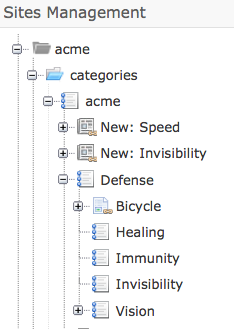 Sites Management
acme
categories
acme
New: Speed
New: Invisibility
Defense
Bicycle
Healing
Immunity
Invisibility
Vision